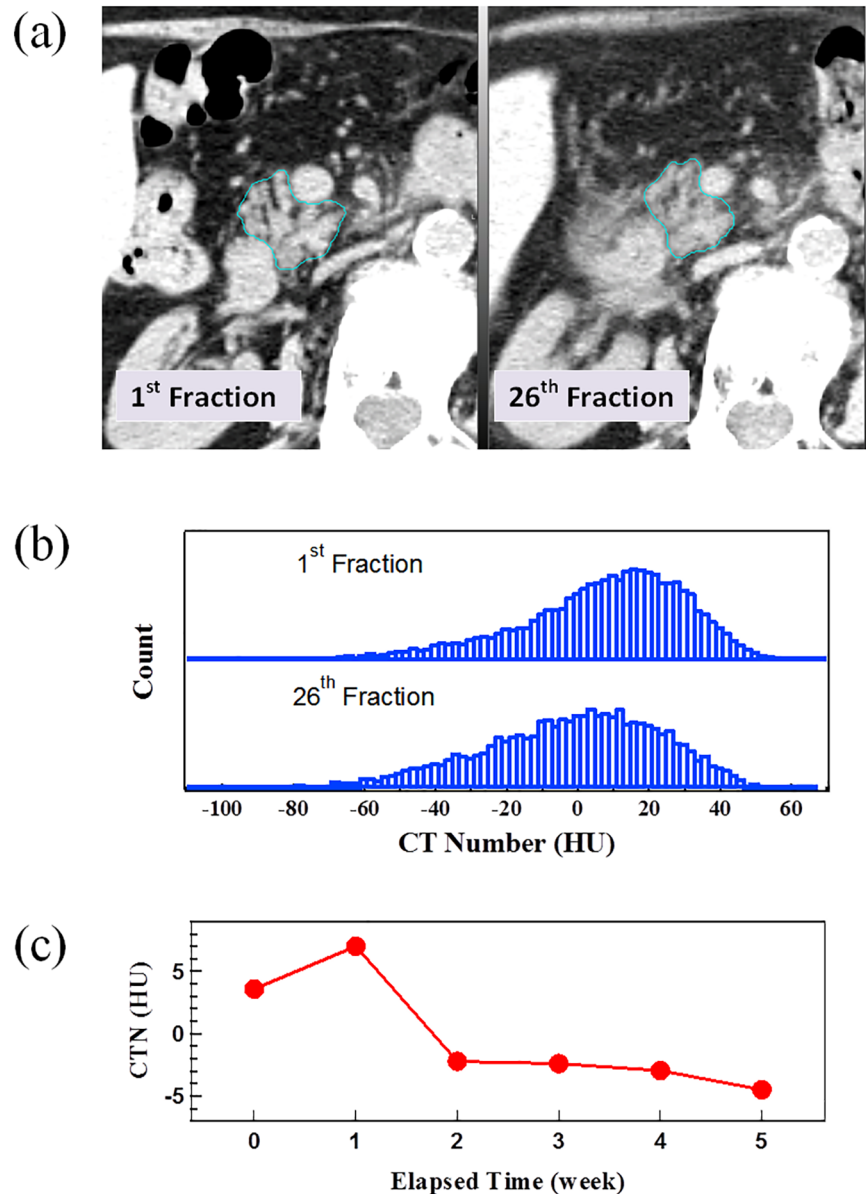 (a)
1st Fraction
26th Fraction
L
(b)
1st Fraction
26th Fraction
Count
-100 -80 -60 -40 -20 0 20 40 60
CT Number (HU)
(c)
CTN (HU)
5
0
-5
0 1 2 3 4 5
Elapsed Time (week)